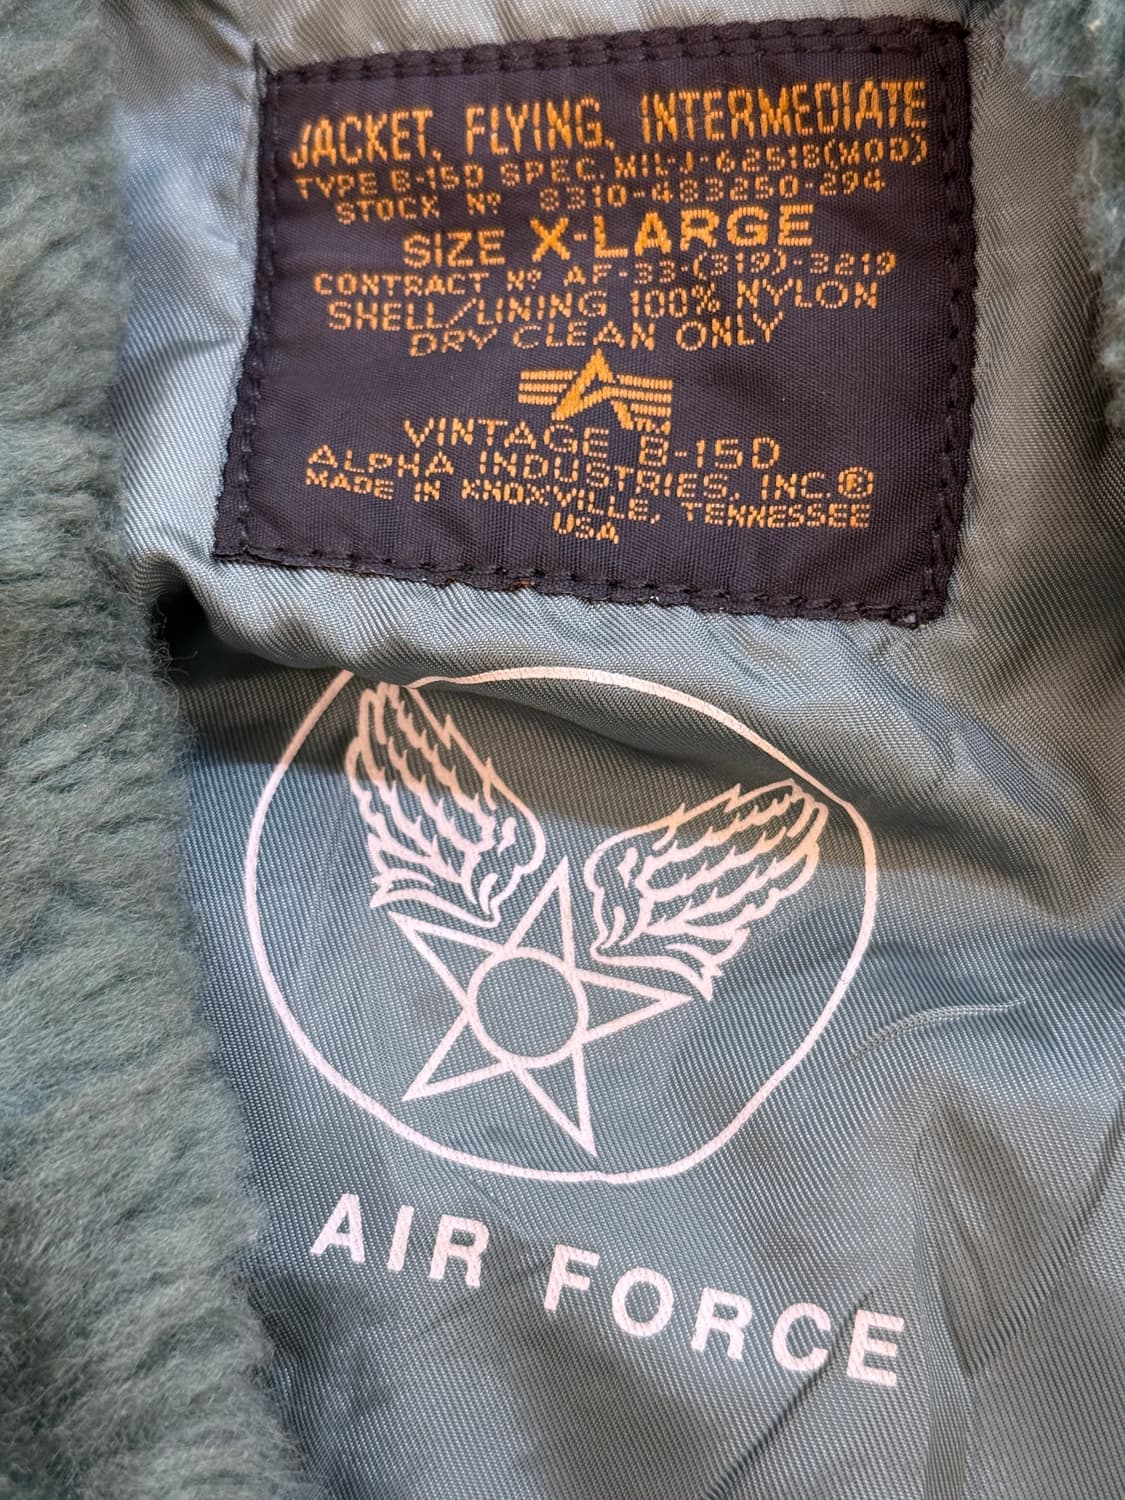 JACKET, FLYING, INTERMEDIATE
TYPE B-15D SPEC. MIL-J-6251B(MOD)
STOCK Nº 8310-483250-294
SIZE X-LARGE
CONTRACT Nº AF-33-(319)-3219
SHELL/LINING 100% NYLON
DRY CLEAN ONLY
VINTAGE B-15D
ALPHA INDUSTRIES, INC.®
MADE IN KNOXVILLE, TENNESSEE
USA
AIR FORCE